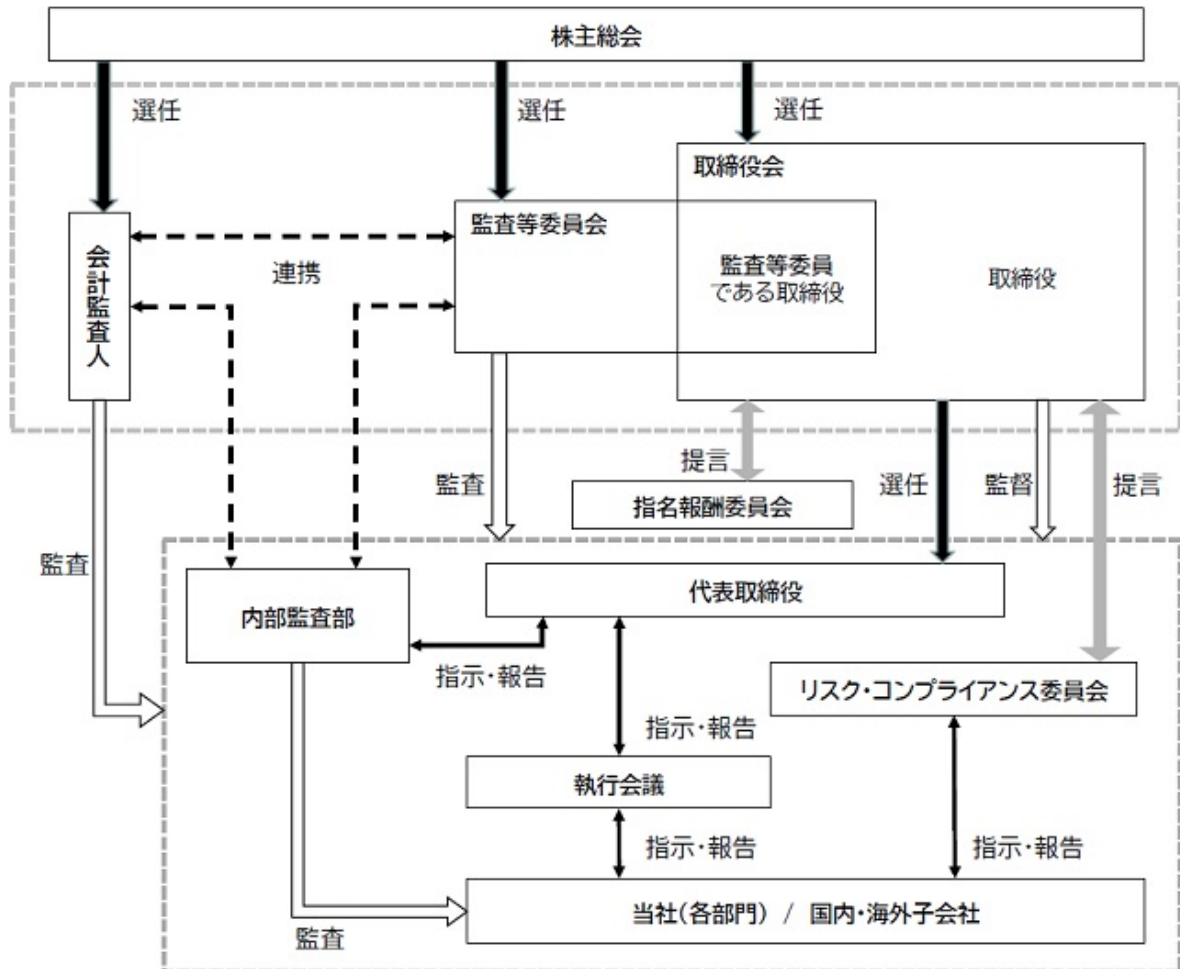 株主総会
選任
選任
選任
取締役会
監査等委員会
会計監査人
連携
監査等委員
である取締役
取締役
提言
監査
選任
監督
提言
指名報酬委員会
監査
代表取締役
内部監査部
指示・報告
リスク・コンプライアンス委員会
指示・報告
執行会議
指示・報告
指示・報告
当社(各部門) / 国内・海外子会社
監査